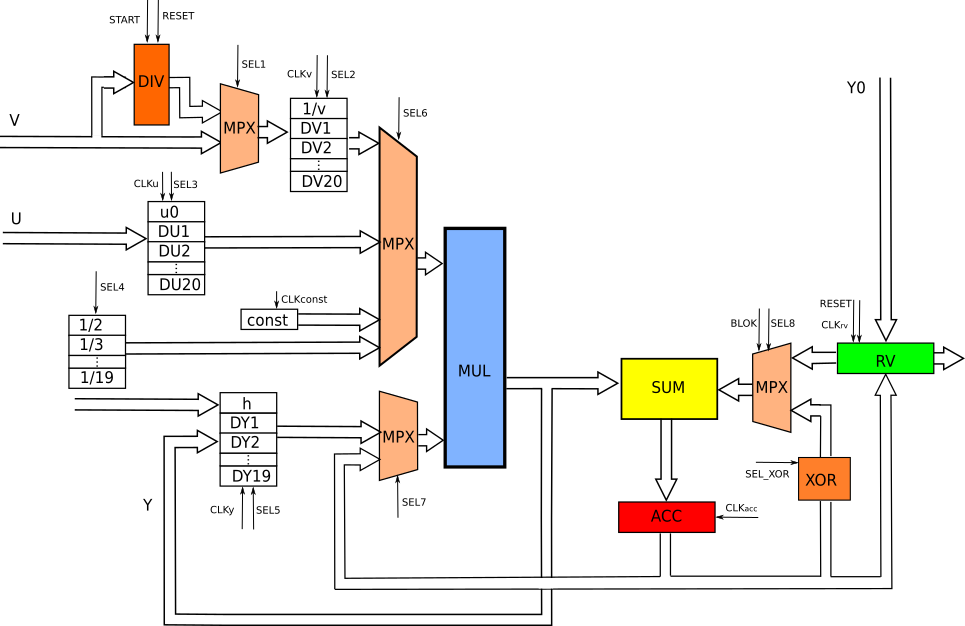 START
RESET
DIV
V
SEL1
MPX
CLKv
SEL2
1/v
DV1
DV2
⋮
DV20
SEL6
Y0
CLKu
SEL3
u0
DU1
DU2
⋮
DU20
U
MPX
SEL4
1/2
1/3
⋮
1/19
CLKconst
const
MUL
h
DY1
DY2
⋮
DY19
CLKy
SEL5
Y
MPX
SEL7
SUM
BLOK
SEL8
MPX
RESET
CLKrv
RV
SEL_XOR
XOR
ACC
CLKacc